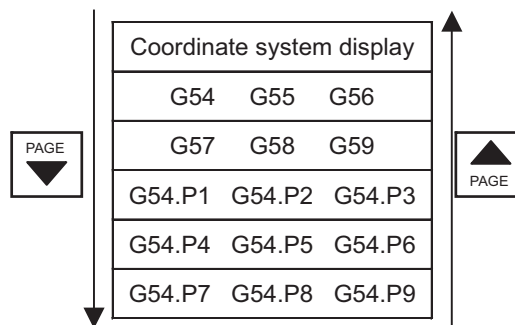 Coordinate system display
G54 G55 G56
PAGE
G57 G58 G59
PAGE
G54.P1 G54.P2 G54.P3
G54.P4 G54.P5 G54.P6
G54.P7 G54.P8 G54.P9